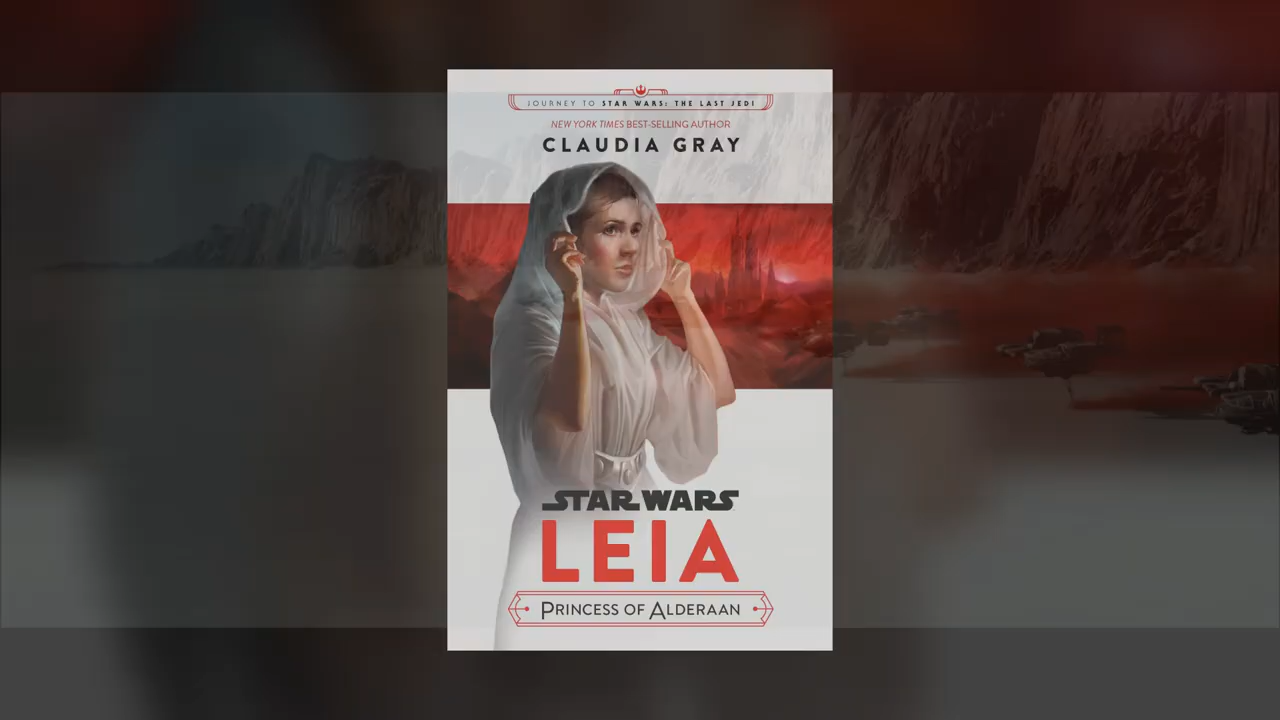 JOURNEY TO STAR WARS: THE LAST JEDI
NEW YORK TIMES BEST-SELLING AUTHOR
CLAUDIA GRAY
STAR WARS
LEIA
PRINCESS OF ALDERAAN